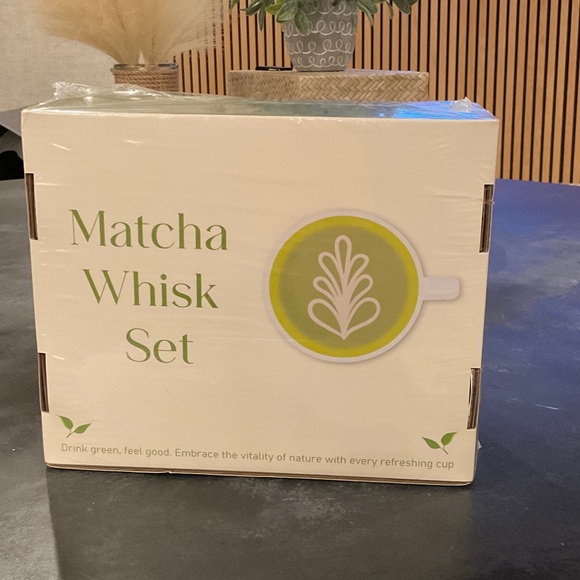 Matcha
Whisk
Set
Drink green, feel good. Embrace the vitality of nature with every refreshing cup